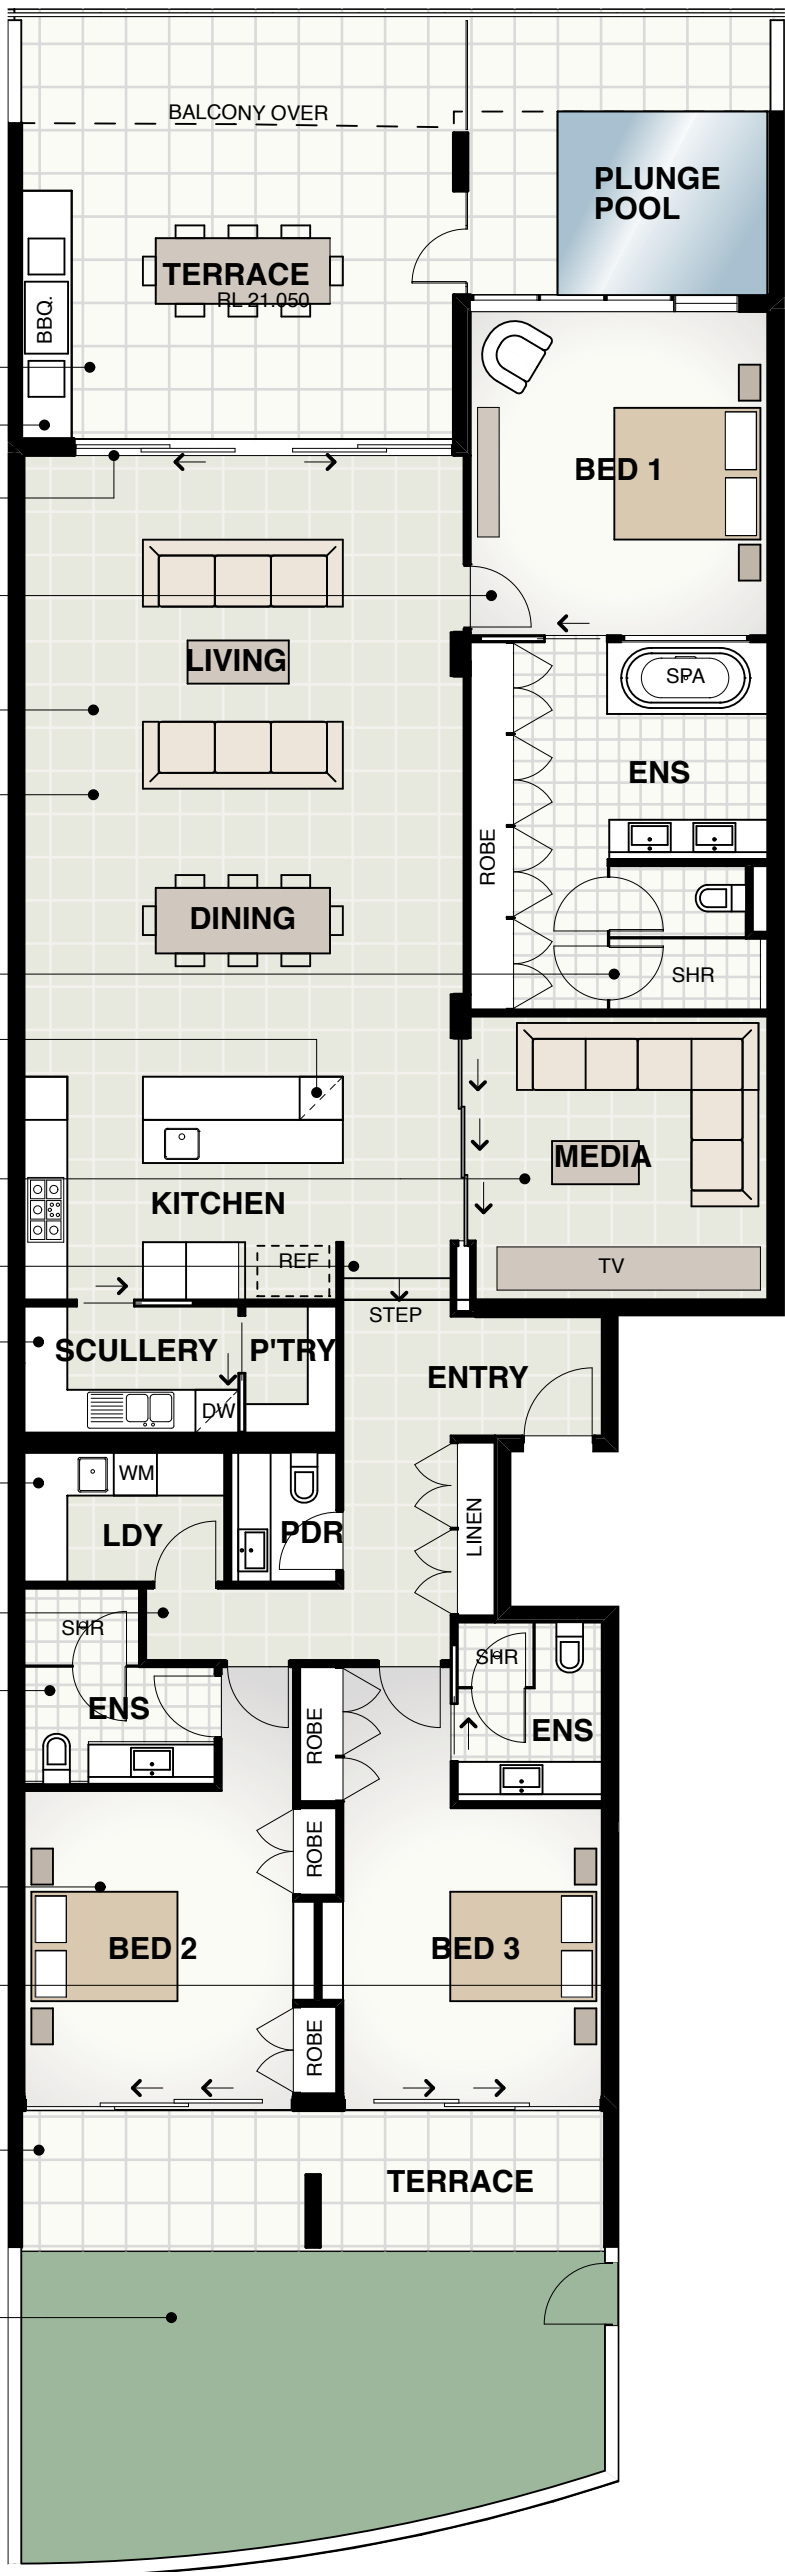 BALCONY OVER
PLUNGE
POOL
TERRACE
RL 21.050
BBQ.
BED 1
LIVING
SPA
ENS
ROBE
DINING
SHR
MEDIA
KITCHEN
REF
TV
STEP
SCULLERY
P'TRY
ENTRY
DW
WM
LINEN
LDY
PDR
SHR
SHR
ENS
ROBE
ENS
ROBE
BED 2
BED 3
ROBE
TERRACE